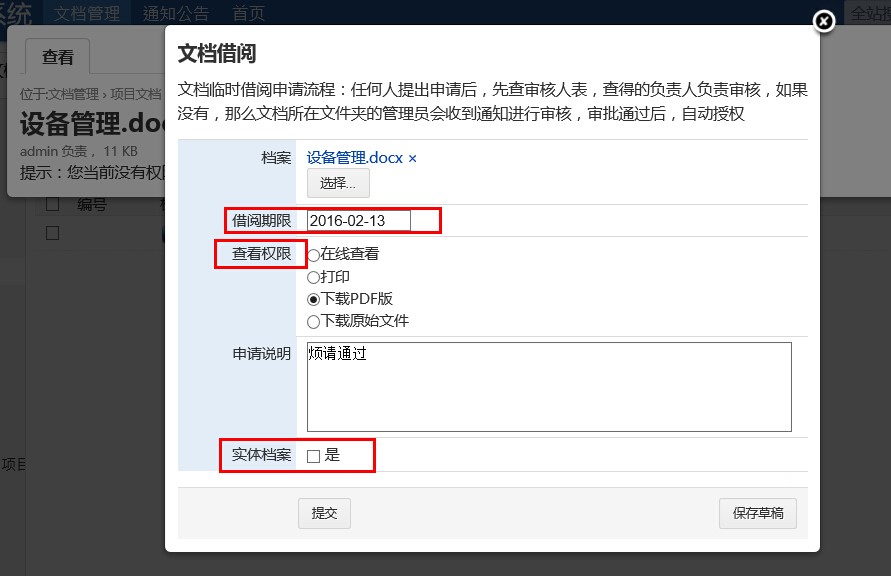 系统 文档管理 通知公告 首页 全站搜
查看
位于:文档管理 › 项目文档
设备管理.doc
admin 负责， 11 KB
提示：您当前没有权限
编号
项目
文档借阅
文档临时借阅申请流程：任何人提出申请后，先查审核人表，查得的负责人负责审核，如果
没有，那么文档所在文件夹的管理员会收到通知进行审核，审批通过后，自动授权
档案 设备管理.docx ×
选择...
借阅期限 2016-02-13
查看权限 在线查看
打印
下载PDF版
下载原始文件
申请说明 烦请通过
实体档案 是
提交 保存草稿